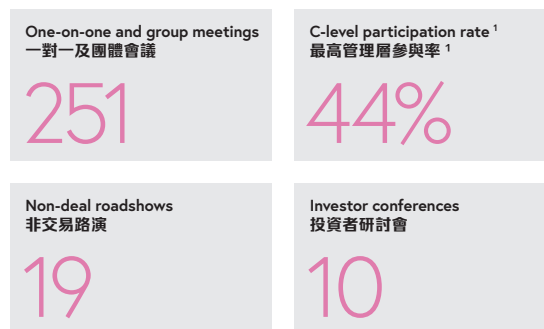 One-on-one and group meetings
一對一及團體會議
251
C-level participation rate ¹
最高管理層參與率 ¹
44%
Non-deal roadshows
非交易路演
19
Investor conferences
投資者研討會
10